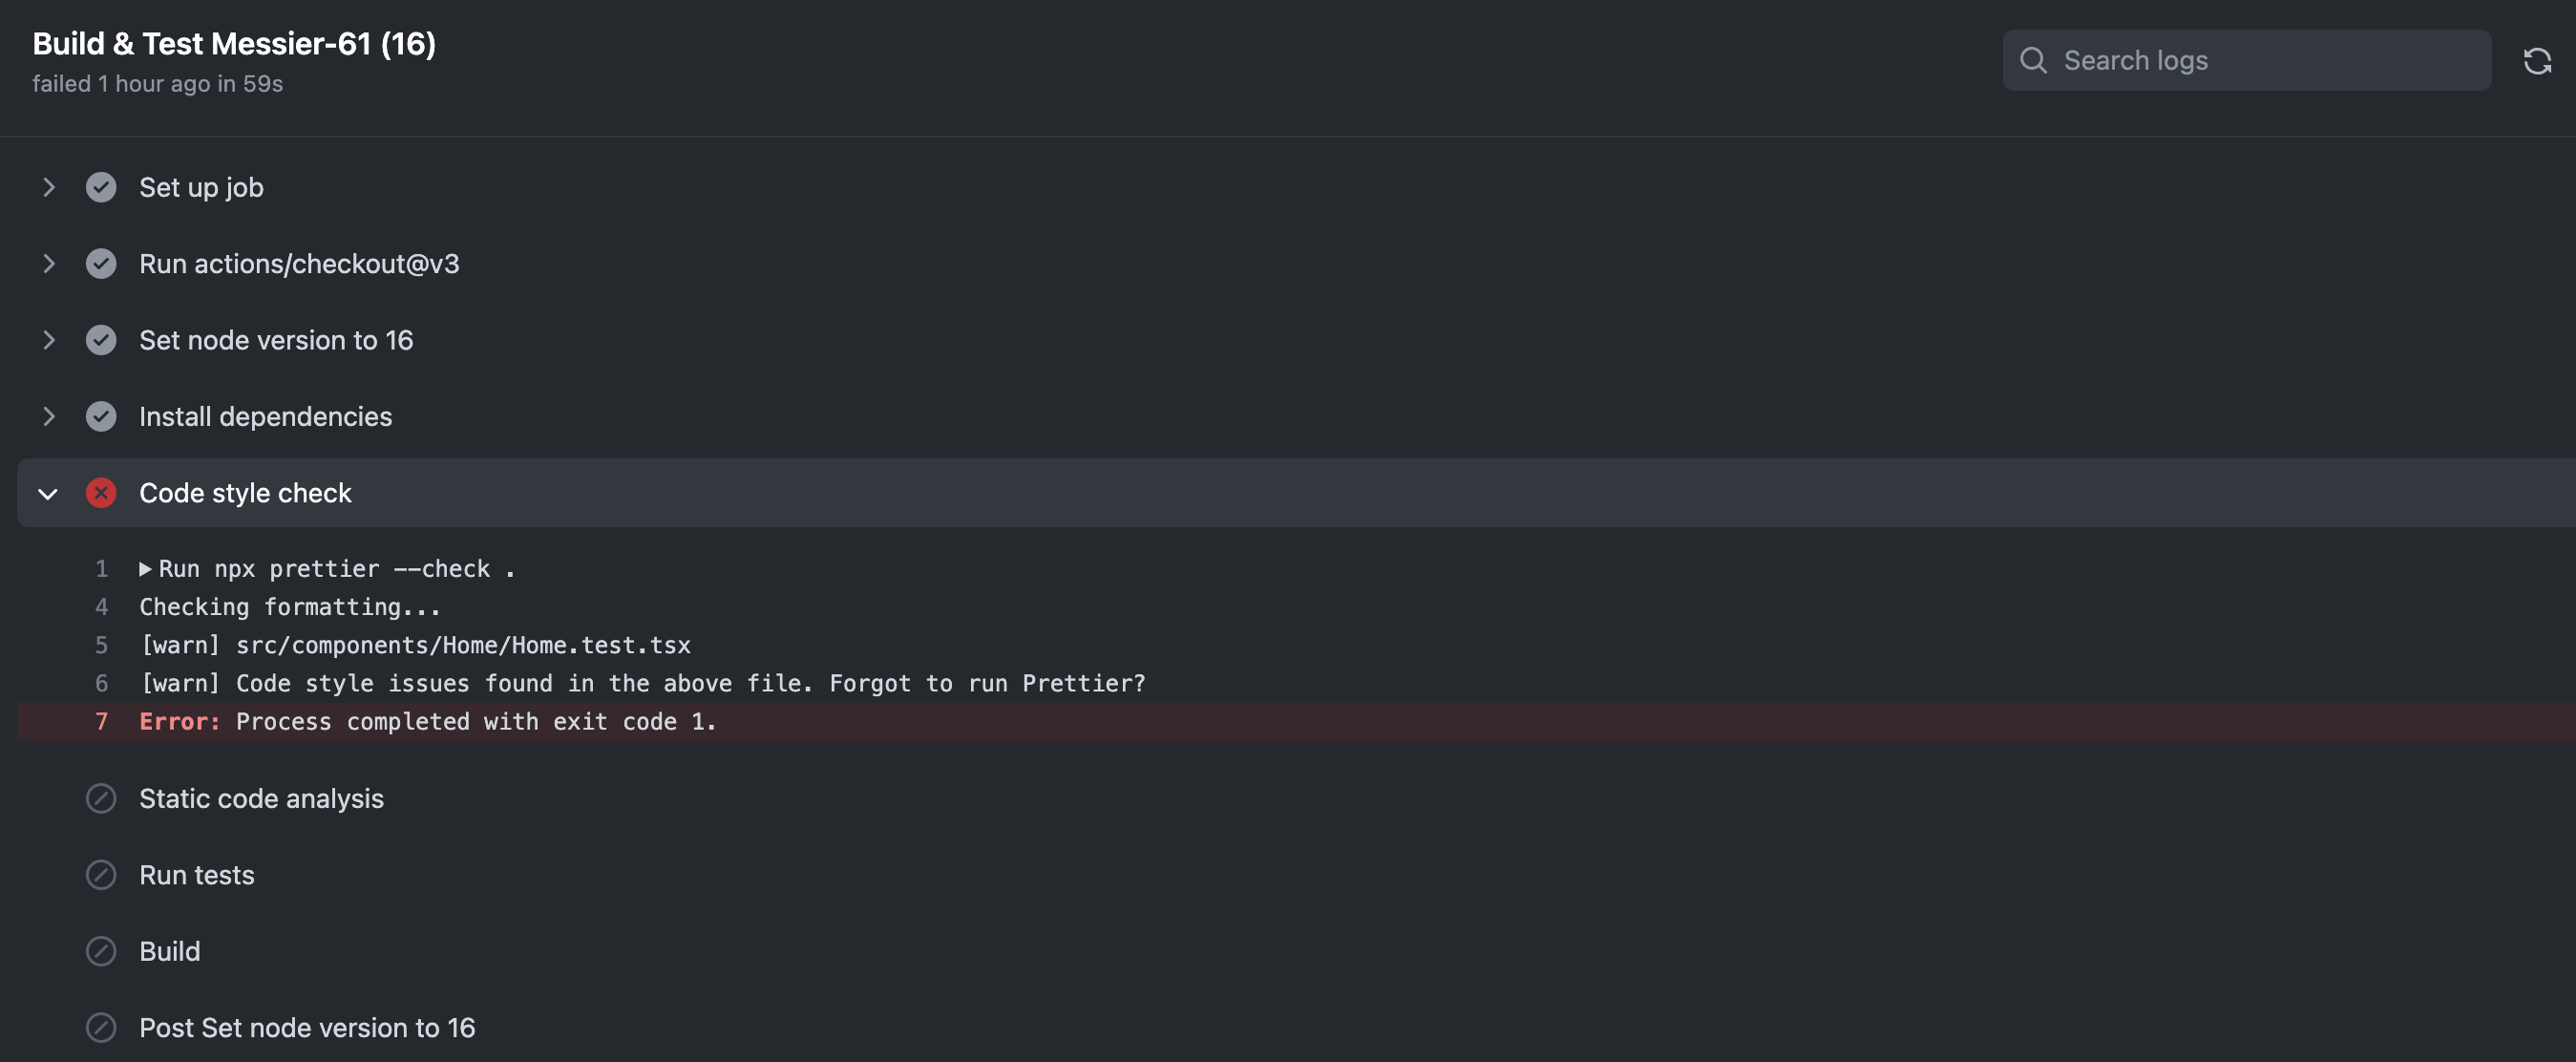 Build & Test Messier-61 (16)
failed 1 hour ago in 59s
Search logs
Set up job
Run actions/checkout@v3
Set node version to 16
Install dependencies
Code style check
1 Run npx prettier --check .
4 Checking formatting...
5 [warn] src/components/Home/Home.test.tsx
6 [warn] Code style issues found in the above file. Forgot to run Prettier?
7 Error: Process completed with exit code 1.
Static code analysis
Run tests
Build
Post Set node version to 16